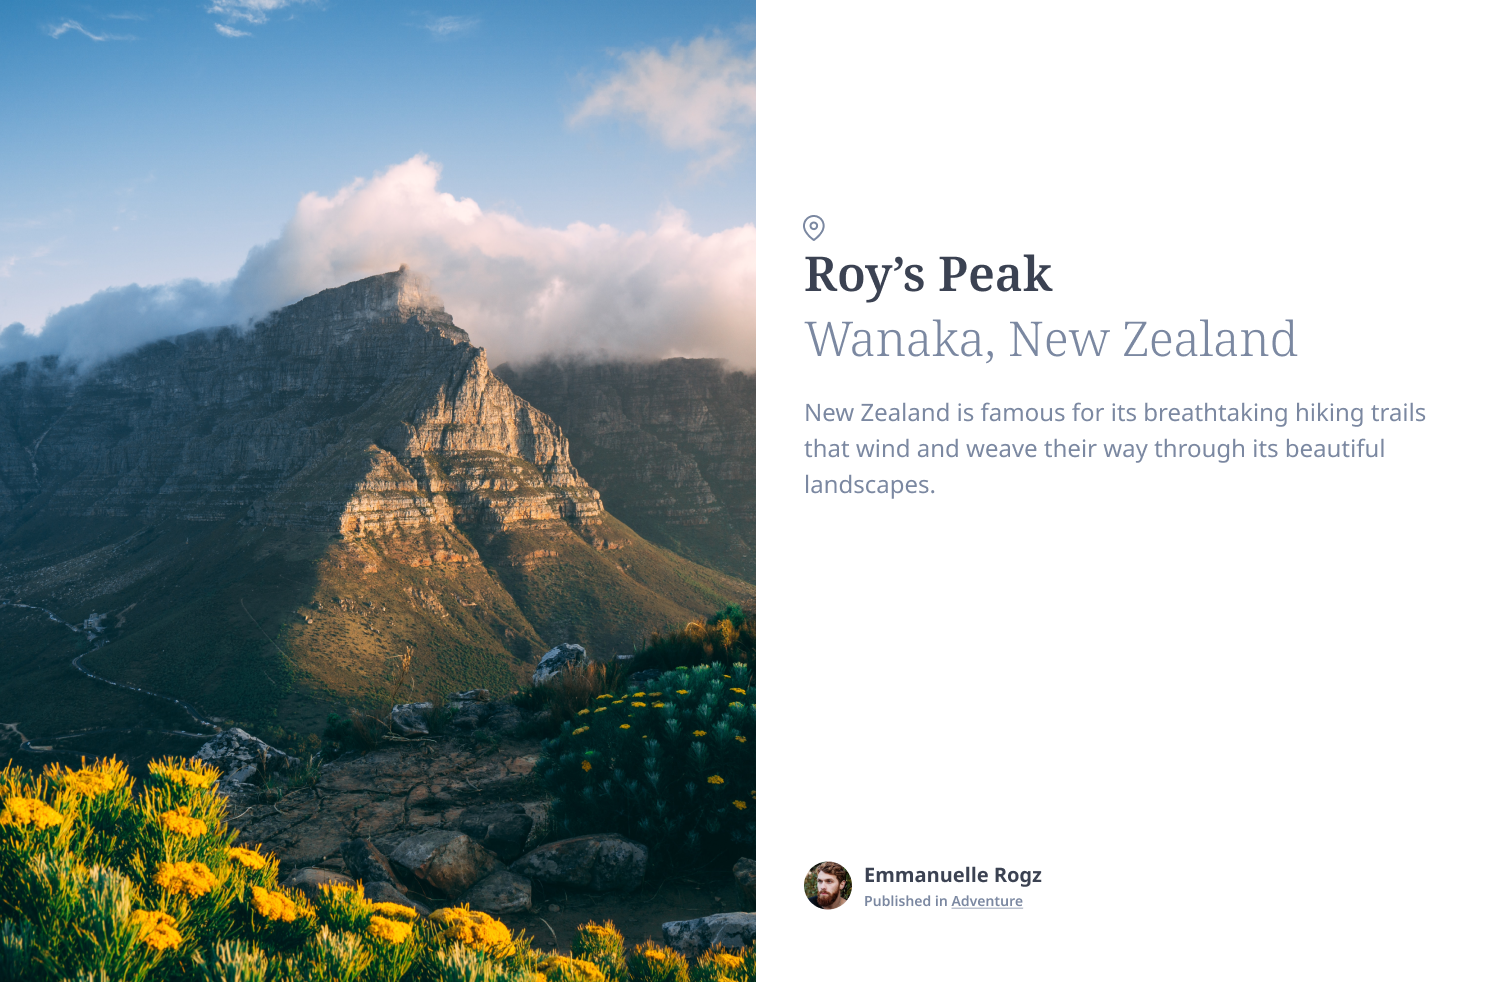 Roy’s Peak
Wanaka, New Zealand
New Zealand is famous for its breathtaking hiking trails
that wind and weave their way through its beautiful
landscapes.
Emmanuelle Rogz
Published in Adventure